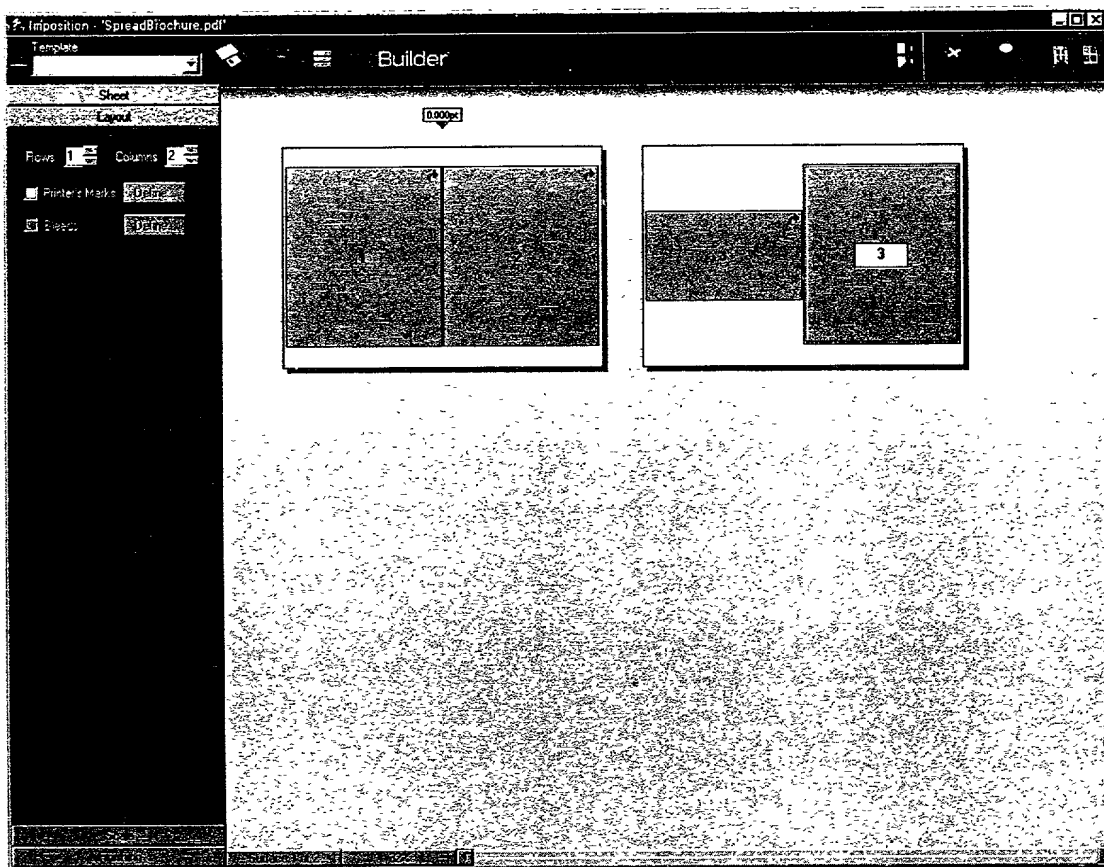 Imposition - 'SpreadBrochure.pdf'
Template
Builder
Sheet
Layout
0.000pt
Rows 1 Columns 2
Printer's Marks Define
Bleeds Define
3